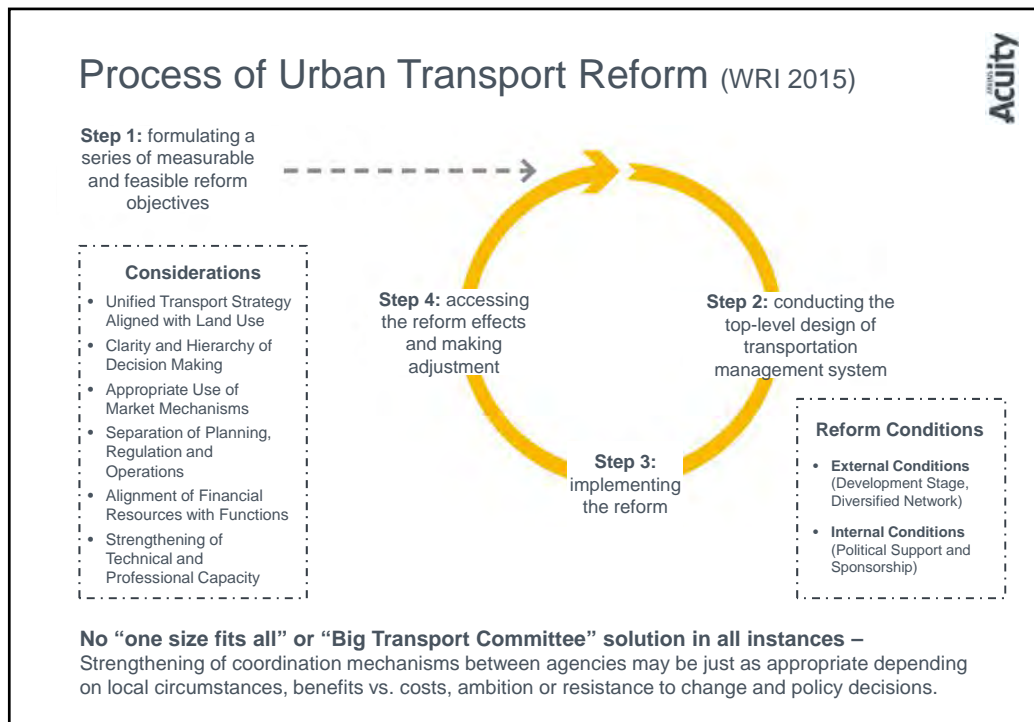 Process of Urban Transport Reform (WRI 2015)
ATKINS
Acuity
Step 1: formulating a
series of measurable
and feasible reform
objectives
Considerations
• Unified Transport Strategy
Aligned with Land Use
• Clarity and Hierarchy of
Decision Making
• Appropriate Use of
Market Mechanisms
• Separation of Planning,
Regulation and
Operations
• Alignment of Financial
Resources with Functions
• Strengthening of
Technical and
Professional Capacity
Step 4: accessing
the reform effects
and making
adjustment
Step 2: conducting the
top-level design of
transportation
management system
Step 3:
implementing
the reform
Reform Conditions
• External Conditions
(Development Stage,
Diversified Network)
• Internal Conditions
(Political Support and
Sponsorship)
No “one size fits all” or “Big Transport Committee” solution in all instances –
Strengthening of coordination mechanisms between agencies may be just as appropriate depending
on local circumstances, benefits vs. costs, ambition or resistance to change and policy decisions.